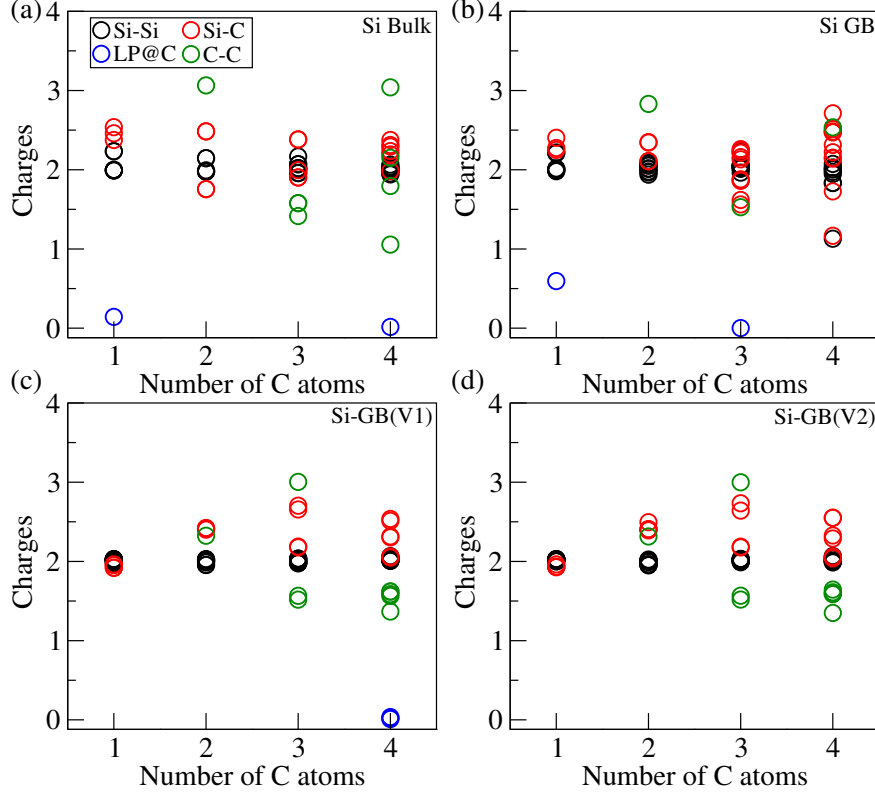 (a)
4
3
2
1
0
Charges
Si-Si
Si-C
LP@C
C-C
Si Bulk
1 2 3 4
Number of C atoms
(b)
4
3
2
1
0
Charges
Si GB
1 2 3 4
Number of C atoms
(c)
4
3
2
1
0
Charges
Si-GB(V1)
1 2 3 4
Number of C atoms
(d)
4
3
2
1
0
Charges
Si-GB(V2)
1 2 3 4
Number of C atoms